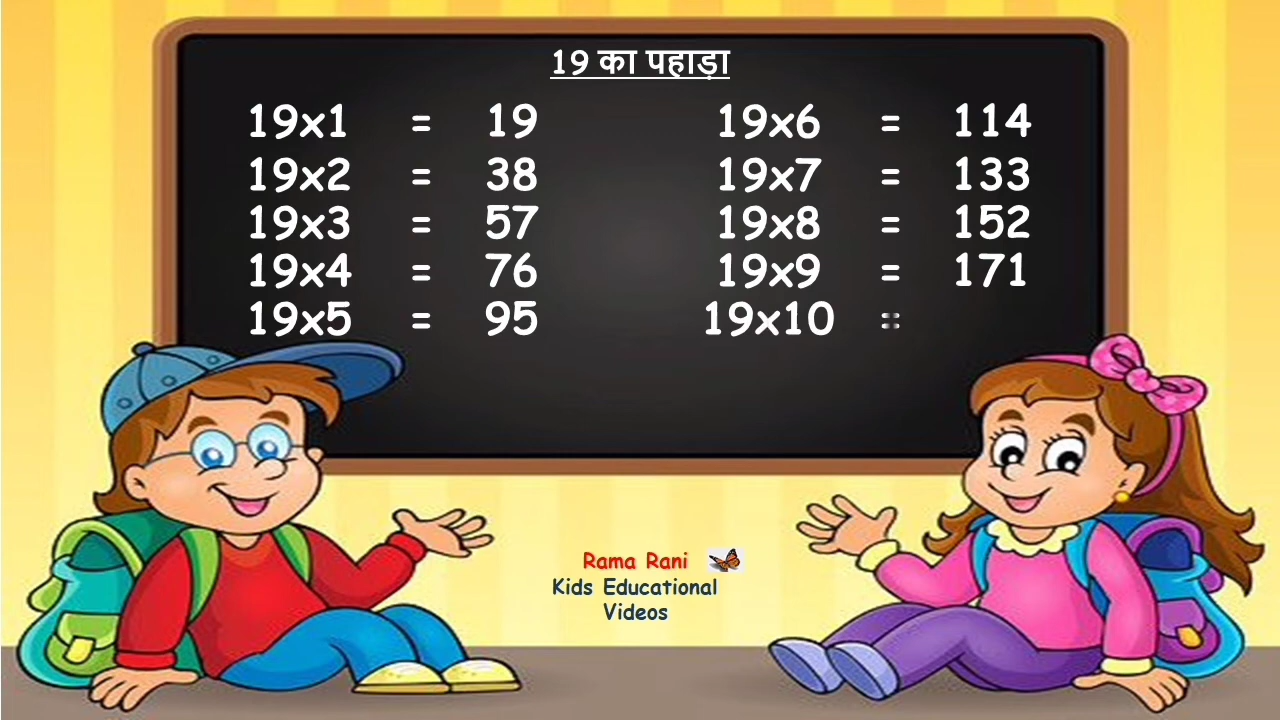 19 का पहाड़ा
19x1 = 19
19x2 = 38
19x3 = 57
19x4 = 76
19x5 = 95
19x6 = 114
19x7 = 133
19x8 = 152
19x9 = 171
19x10 =
Rama Rani
Kids Educational
Videos